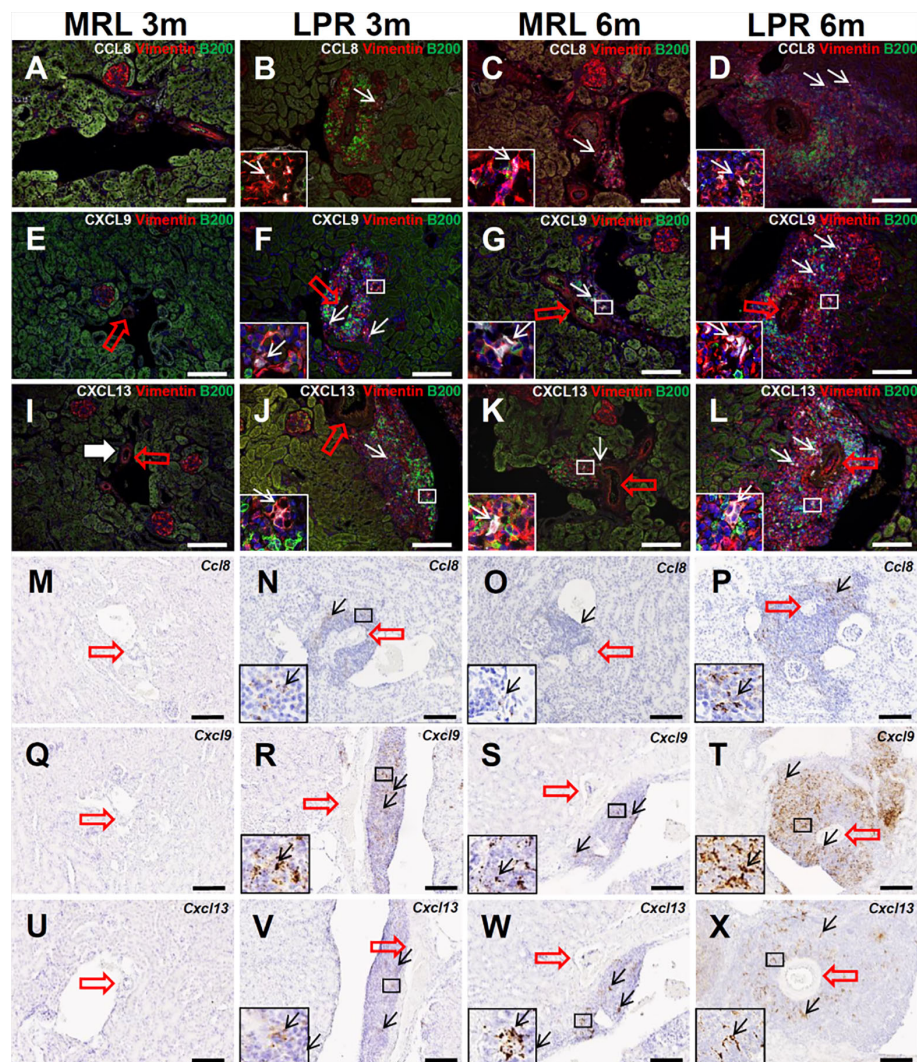 MRL 3m LPR 3m MRL 6m LPR 6m
CCL8 Vimentin B200 CCL8 Vimentin B200 CCL8 Vimentin B200 CCL8 Vimentin B200
A B C D
CXCL9 Vimentin B200 CXCL9 Vimentin B200 CXCL9 Vimentin B200 CXCL9 Vimentin B200
E F G H
CXCL13 Vimentin B200 CXCL13 Vimentin B200 CXCL13 Vimentin B200 CXCL13 Vimentin B200
I J K L
M Ccl8 N Ccl8 O Ccl8 P Ccl8
Q Cxcl9 R Cxcl9 S Cxcl9 T Cxcl9
U Cxcl13 V Cxcl13 W Cxcl13 X Cxcl13